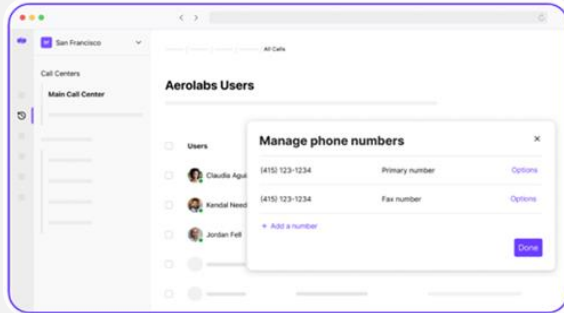 San Francisco
All Calls
Call Centers
Main Call Center
Aerolabs Users
Users
Claudia Agui
Kendal Need
Jordan Fell
Manage phone numbers
(415) 123-1234 Primary number Options
(415) 123-1234 Fax number Options
+ Add a number
Done